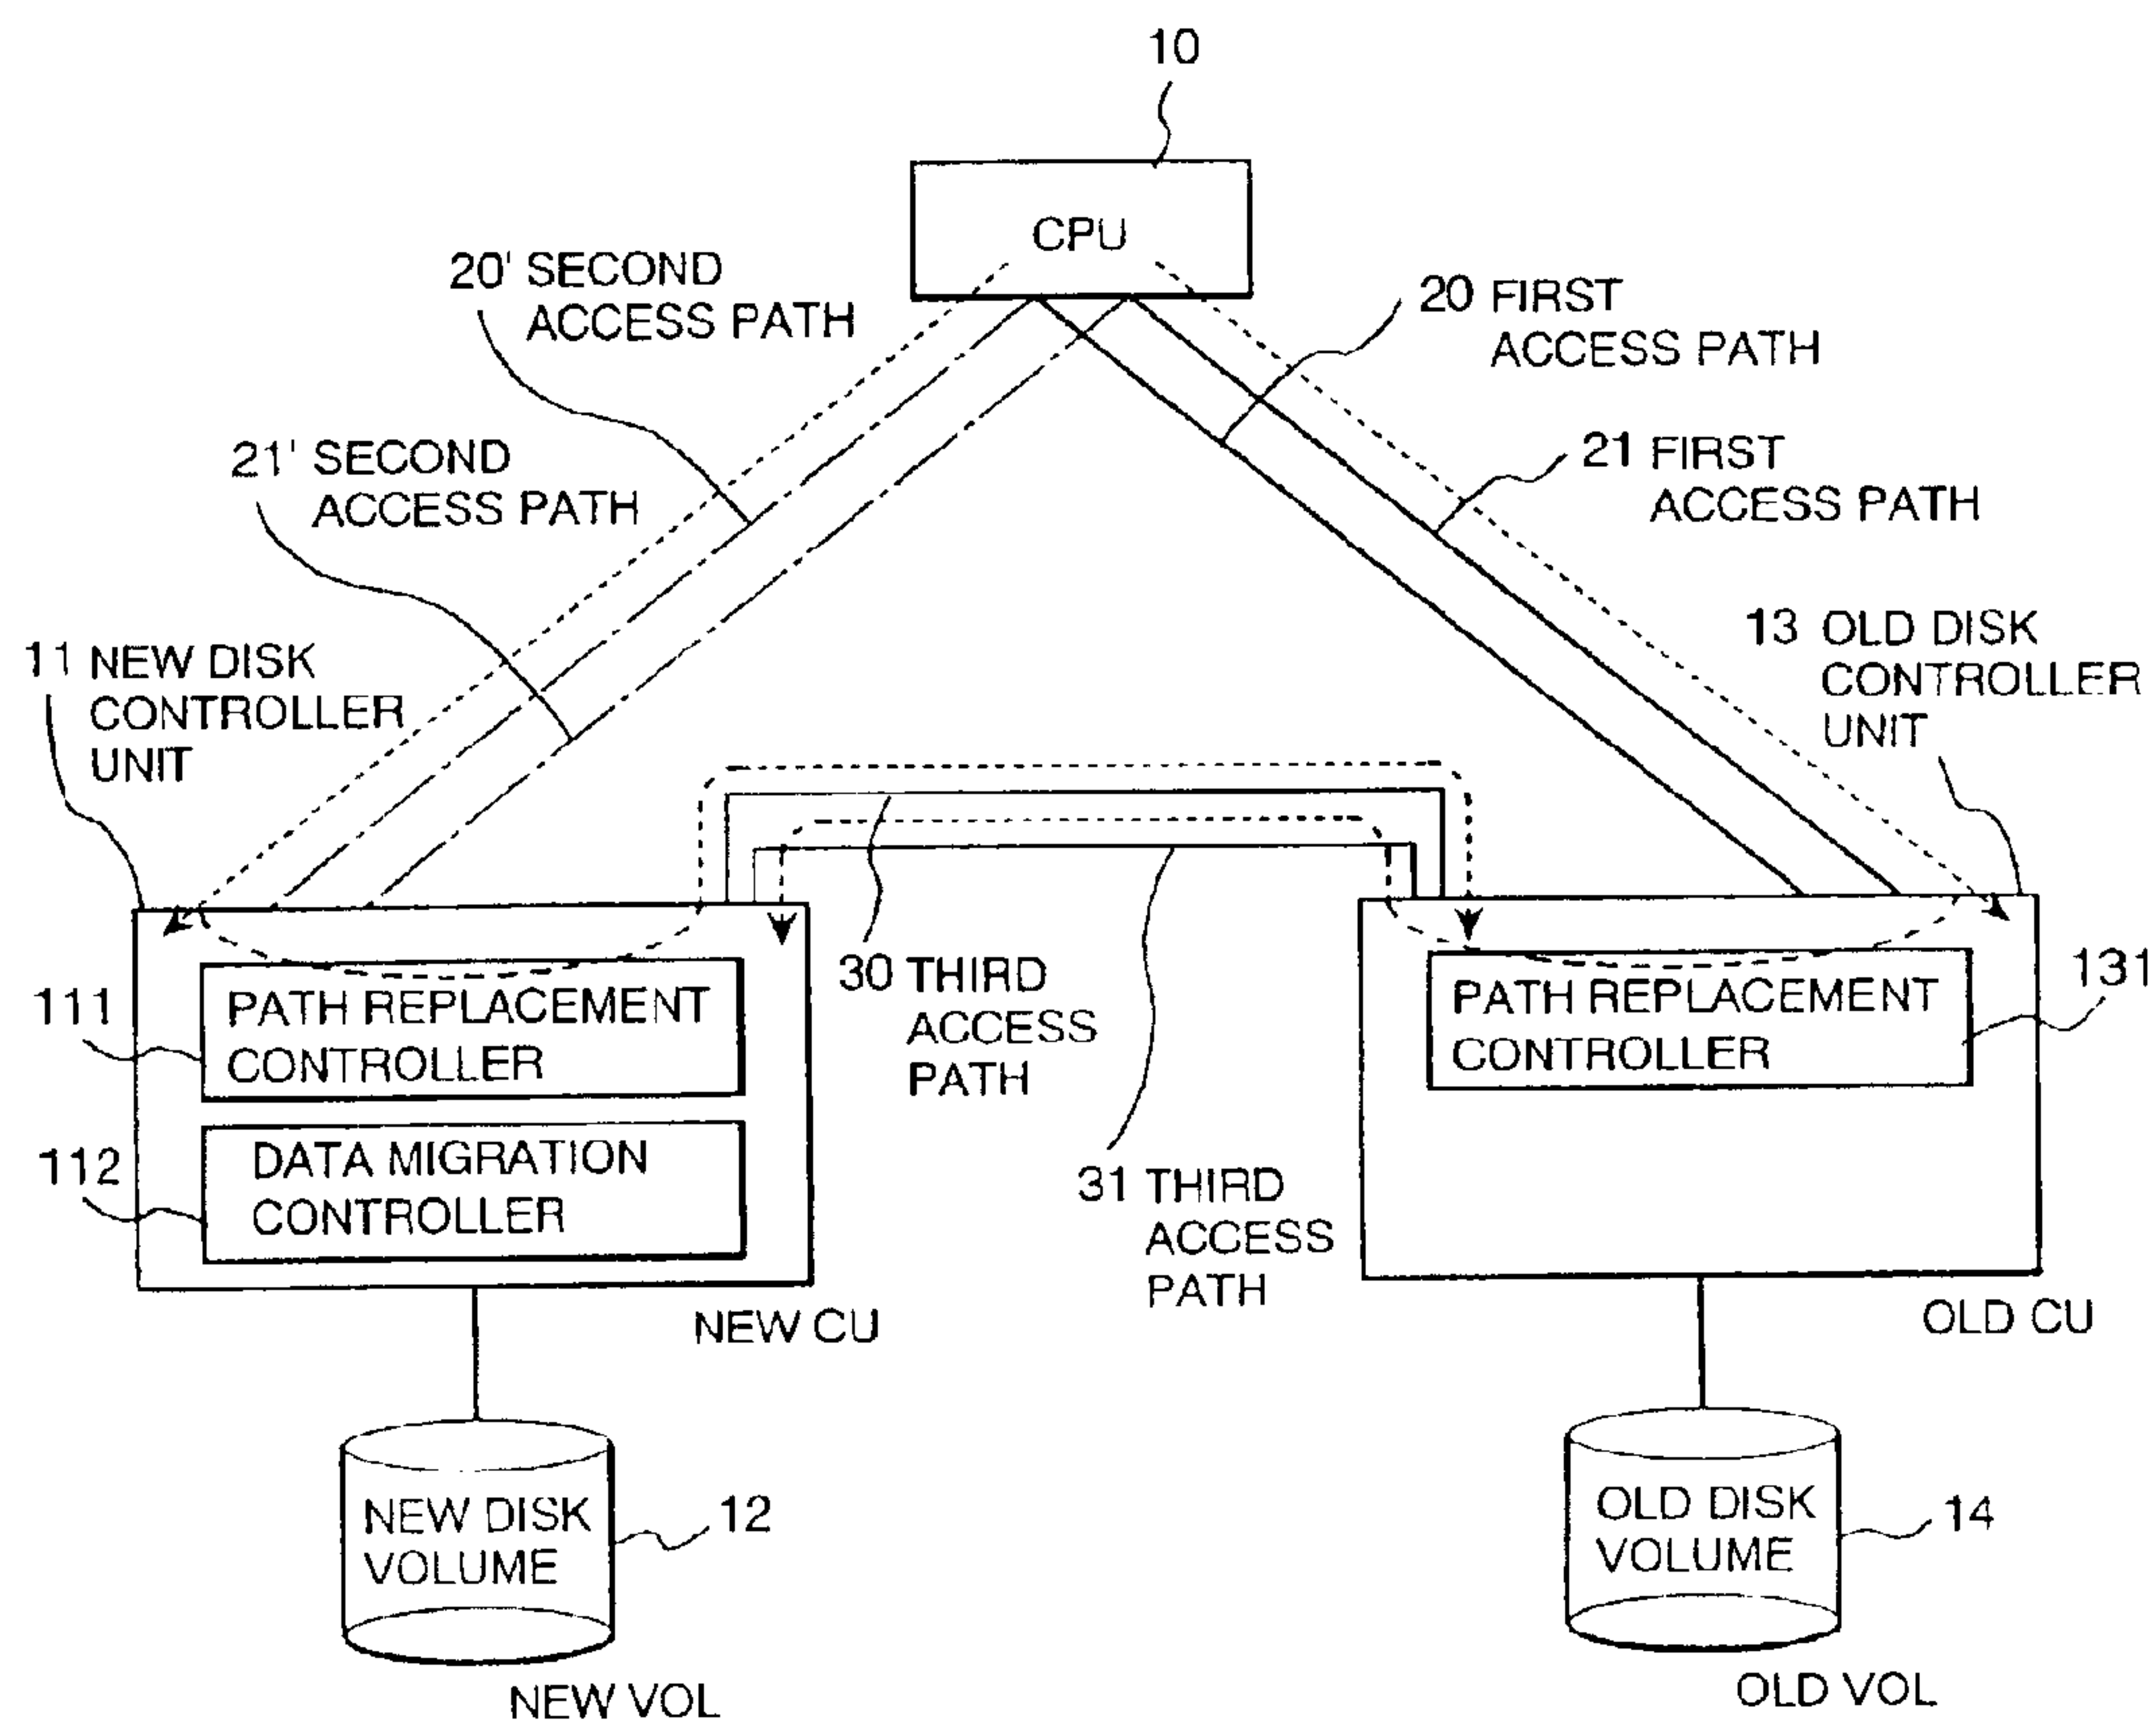 10
CPU
20' SECOND
ACCESS PATH
20 FIRST
ACCESS PATH
21' SECOND
ACCESS PATH
21 FIRST
ACCESS PATH
11 NEW DISK
CONTROLLER
UNIT
13 OLD DISK
CONTROLLER
UNIT
111
PATH REPLACEMENT
CONTROLLER
30 THIRD
ACCESS
PATH
PATH REPLACEMENT
CONTROLLER
131
112
DATA MIGRATION
CONTROLLER
31 THIRD
ACCESS
PATH
NEW CU
OLD CU
NEW DISK
VOLUME
12
OLD DISK
VOLUME
14
NEW VOL
OLD VOL